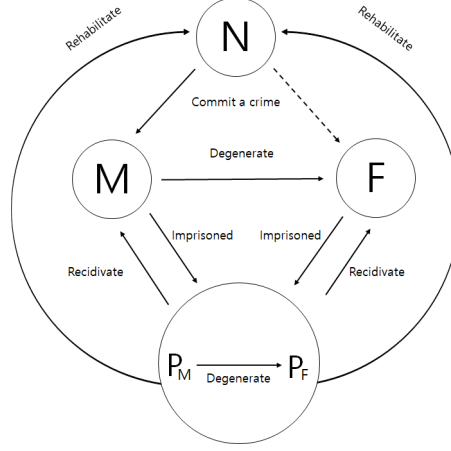 Rehabilitate
Rehabilitate
N
Commit a crime
Degenerate
M
F
Imprisoned
Imprisoned
Recidivate
Recidivate
PM
PF
Degenerate